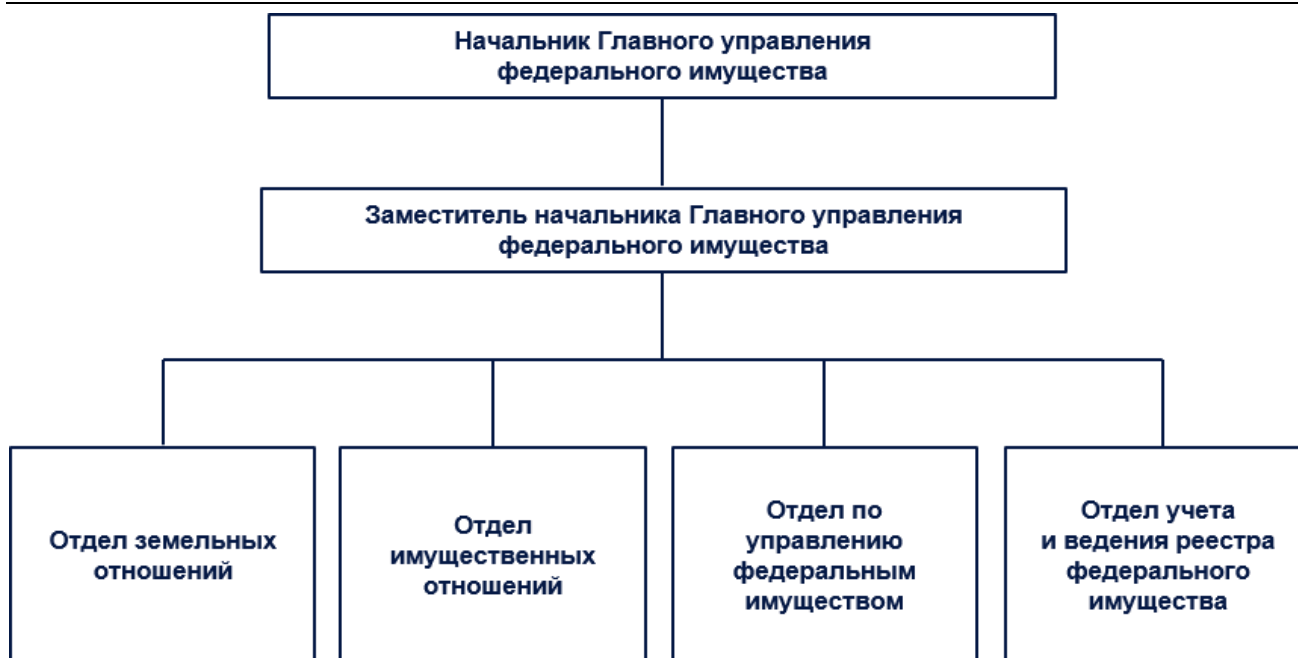 Начальник Главного управления
федерального имущества
Заместитель начальника Главного управления
федерального имущества
Отдел земельных
отношений
Отдел
имущественных
отношений
Отдел по
управлению
федеральным
имуществом
Отдел учета
и ведения реестра
федерального
имущества